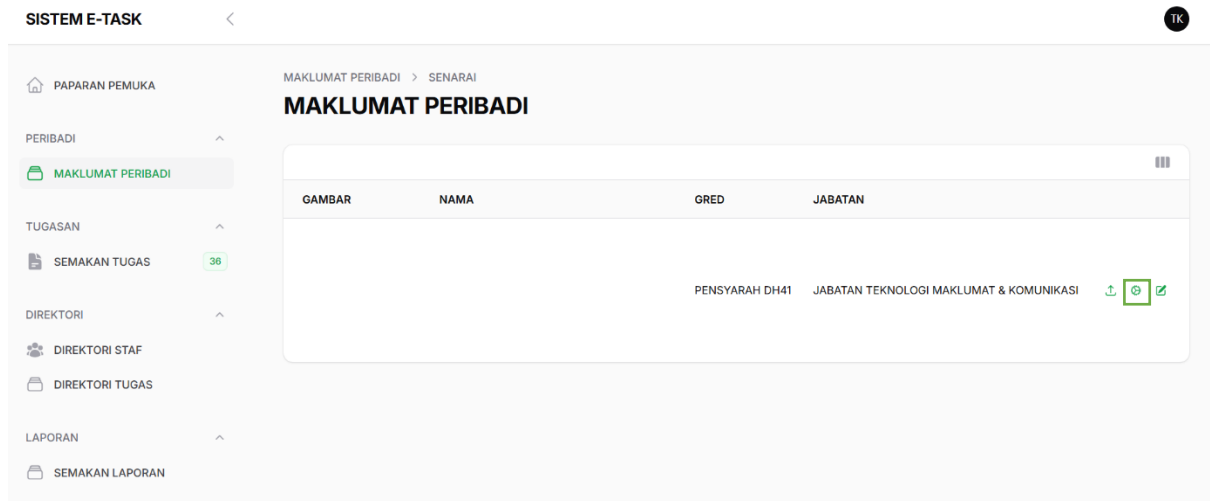 SISTEM E-TASK
TK
PAPARAN PEMUKA
PERIBADI
MAKLUMAT PERIBADI
TUGASAN
SEMAKAN TUGAS 36
DIREKTORI
DIREKTORI STAF
DIREKTORI TUGAS
LAPORAN
SEMAKAN LAPORAN
MAKLUMAT PERIBADI > SENARAI
MAKLUMAT PERIBADI
GAMBAR NAMA GRED JABATAN
PENSYARAH DH41 JABATAN TEKNOLOGI MAKLUMAT & KOMUNIKASI